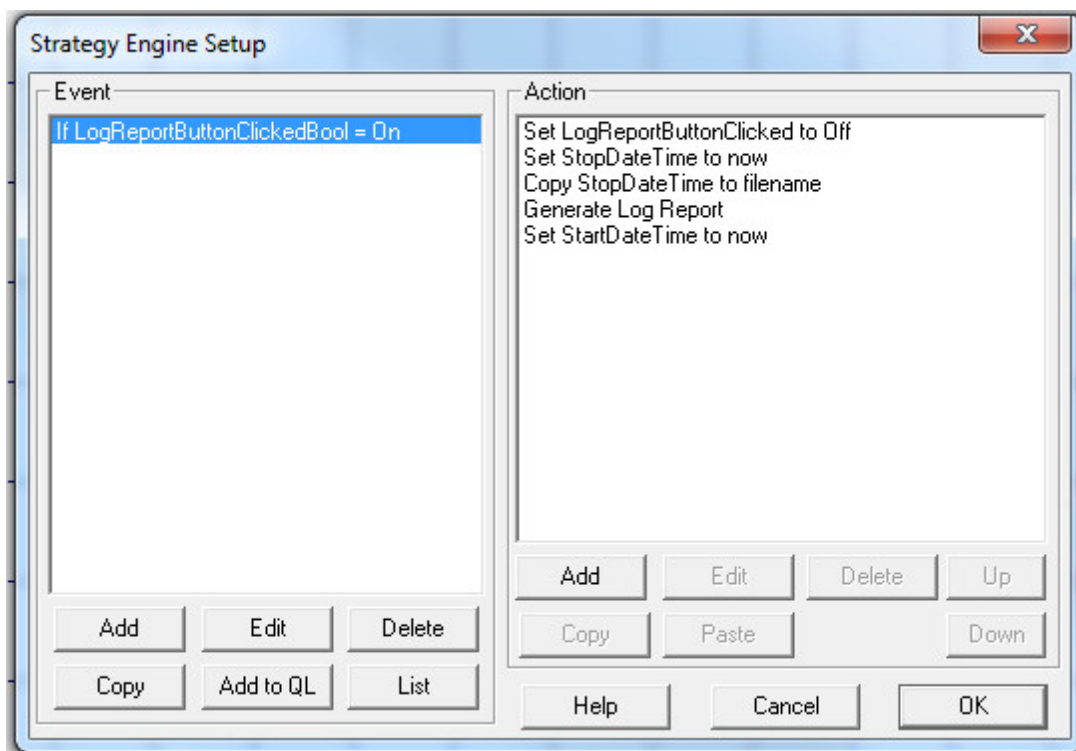 Strategy Engine Setup
Event
If LogReportButtonClickedBool = On
Add
Edit
Delete
Copy
Add to QL
List
Action
Set LogReportButtonClicked to Off
Set StopDateTime to now
Copy StopDateTime to filename
Generate Log Report
Set StartDateTime to now
Add
Edit
Delete
Up
Copy
Paste
Down
Help
Cancel
OK